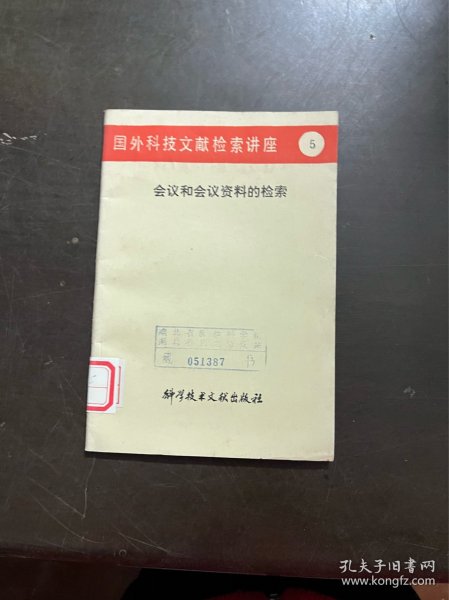 国外科技文献检索讲座 5
会议和会议资料的检索
藏 051387 书
科学技术文献出版社
孔夫子旧书网
www.kongfz.com